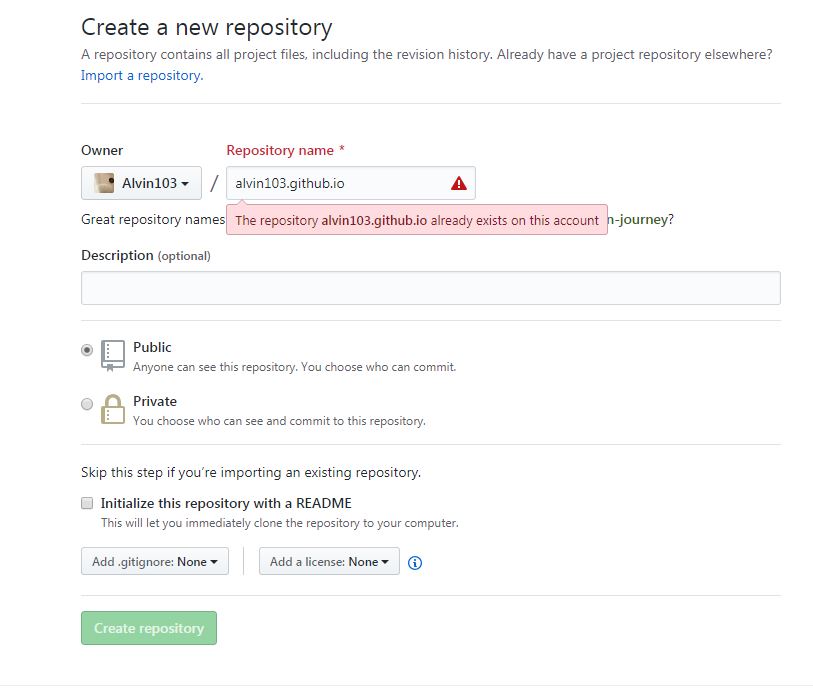 Create a new repository
A repository contains all project files, including the revision history. Already have a project repository elsewhere?
Import a repository.
Owner
Repository name *
Alvin103 / alvin103.github.io
Great repository names
The repository alvin103.github.io already exists on this account
n-journey?
Description (optional)
Public
Anyone can see this repository. You choose who can commit.
Private
You choose who can see and commit to this repository.
Skip this step if you’re importing an existing repository.
Initialize this repository with a README
This will let you immediately clone the repository to your computer.
Add .gitignore: None
Add a license: None
Create repository